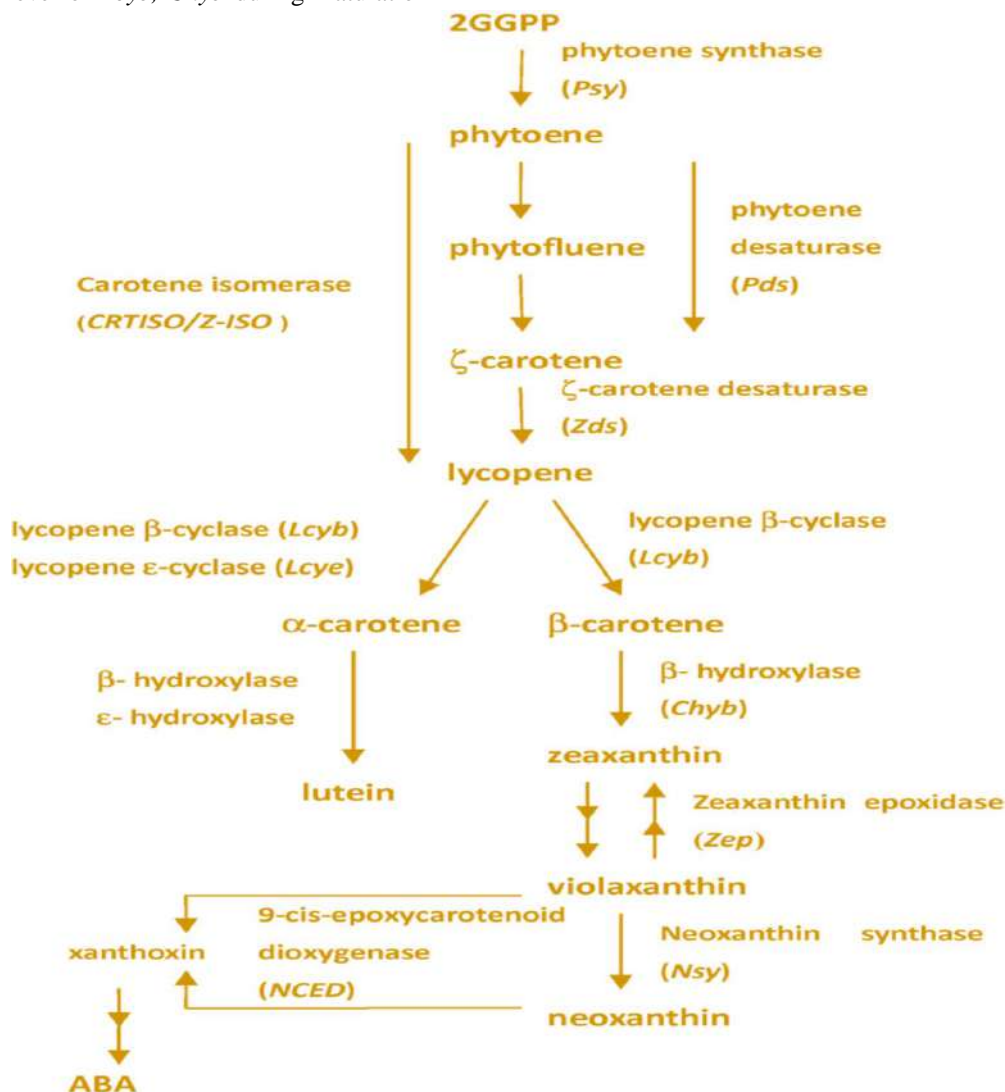 2GGPP
phytoene synthase
(Psy)
phytoene
phytoene
desaturase
(Pds)
phytofluene
Carotene isomerase
(CRTISO/Z-ISO )
ζ-carotene
ζ-carotene desaturase
(Zds)
lycopene
lycopene β-cyclase (Lcyb)
lycopene ε-cyclase (Lcye)
lycopene β-cyclase
(Lcyb)
α-carotene
β-carotene
β- hydroxylase
ε- hydroxylase
β- hydroxylase
(Chyb)
zeaxanthin
lutein
Zeaxanthin epoxidase
(Zep)
violaxanthin
9-cis-epoxycarotenoid
dioxygenase
(NCED)
xanthoxin
Neoxanthin synthase
(Nsy)
neoxanthin
ABA